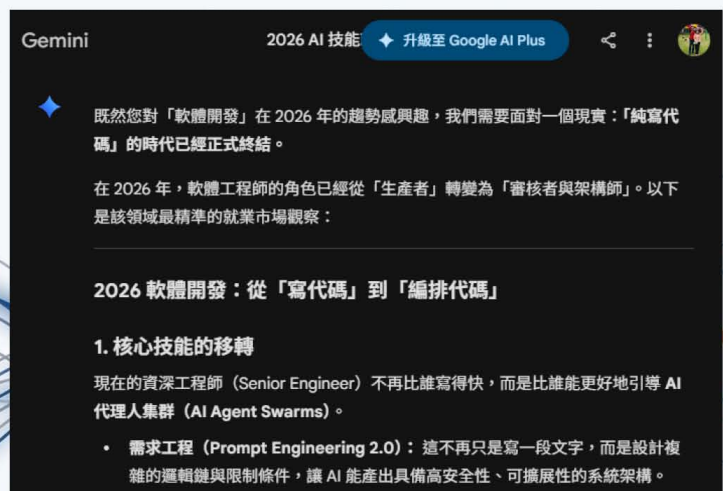 Gemini
2026 AI 技能
升級至 Google AI Plus
既然您對「軟體開發」在 2026 年的趨勢感興趣，我們需要面對一個現實：「純寫代
碼」的時代已經正式終結。
在 2026 年，軟體工程師的角色已經從「生產者」轉變為「審核者與架構師」。以下
是該領域最精準的就業市場觀察：
2026 軟體開發：從「寫代碼」到「編排代碼」
1. 核心技能的移轉
現在的資深工程師（Senior Engineer）不再比誰寫得快，而是比誰能更好地引導 AI
代理人集群（AI Agent Swarms）。
• 需求工程（Prompt Engineering 2.0）： 這不再只是寫一段文字，而是設計複
雜的邏輯鏈與限制條件，讓 AI 能產出具備高安全性、可擴展性的系統架構。